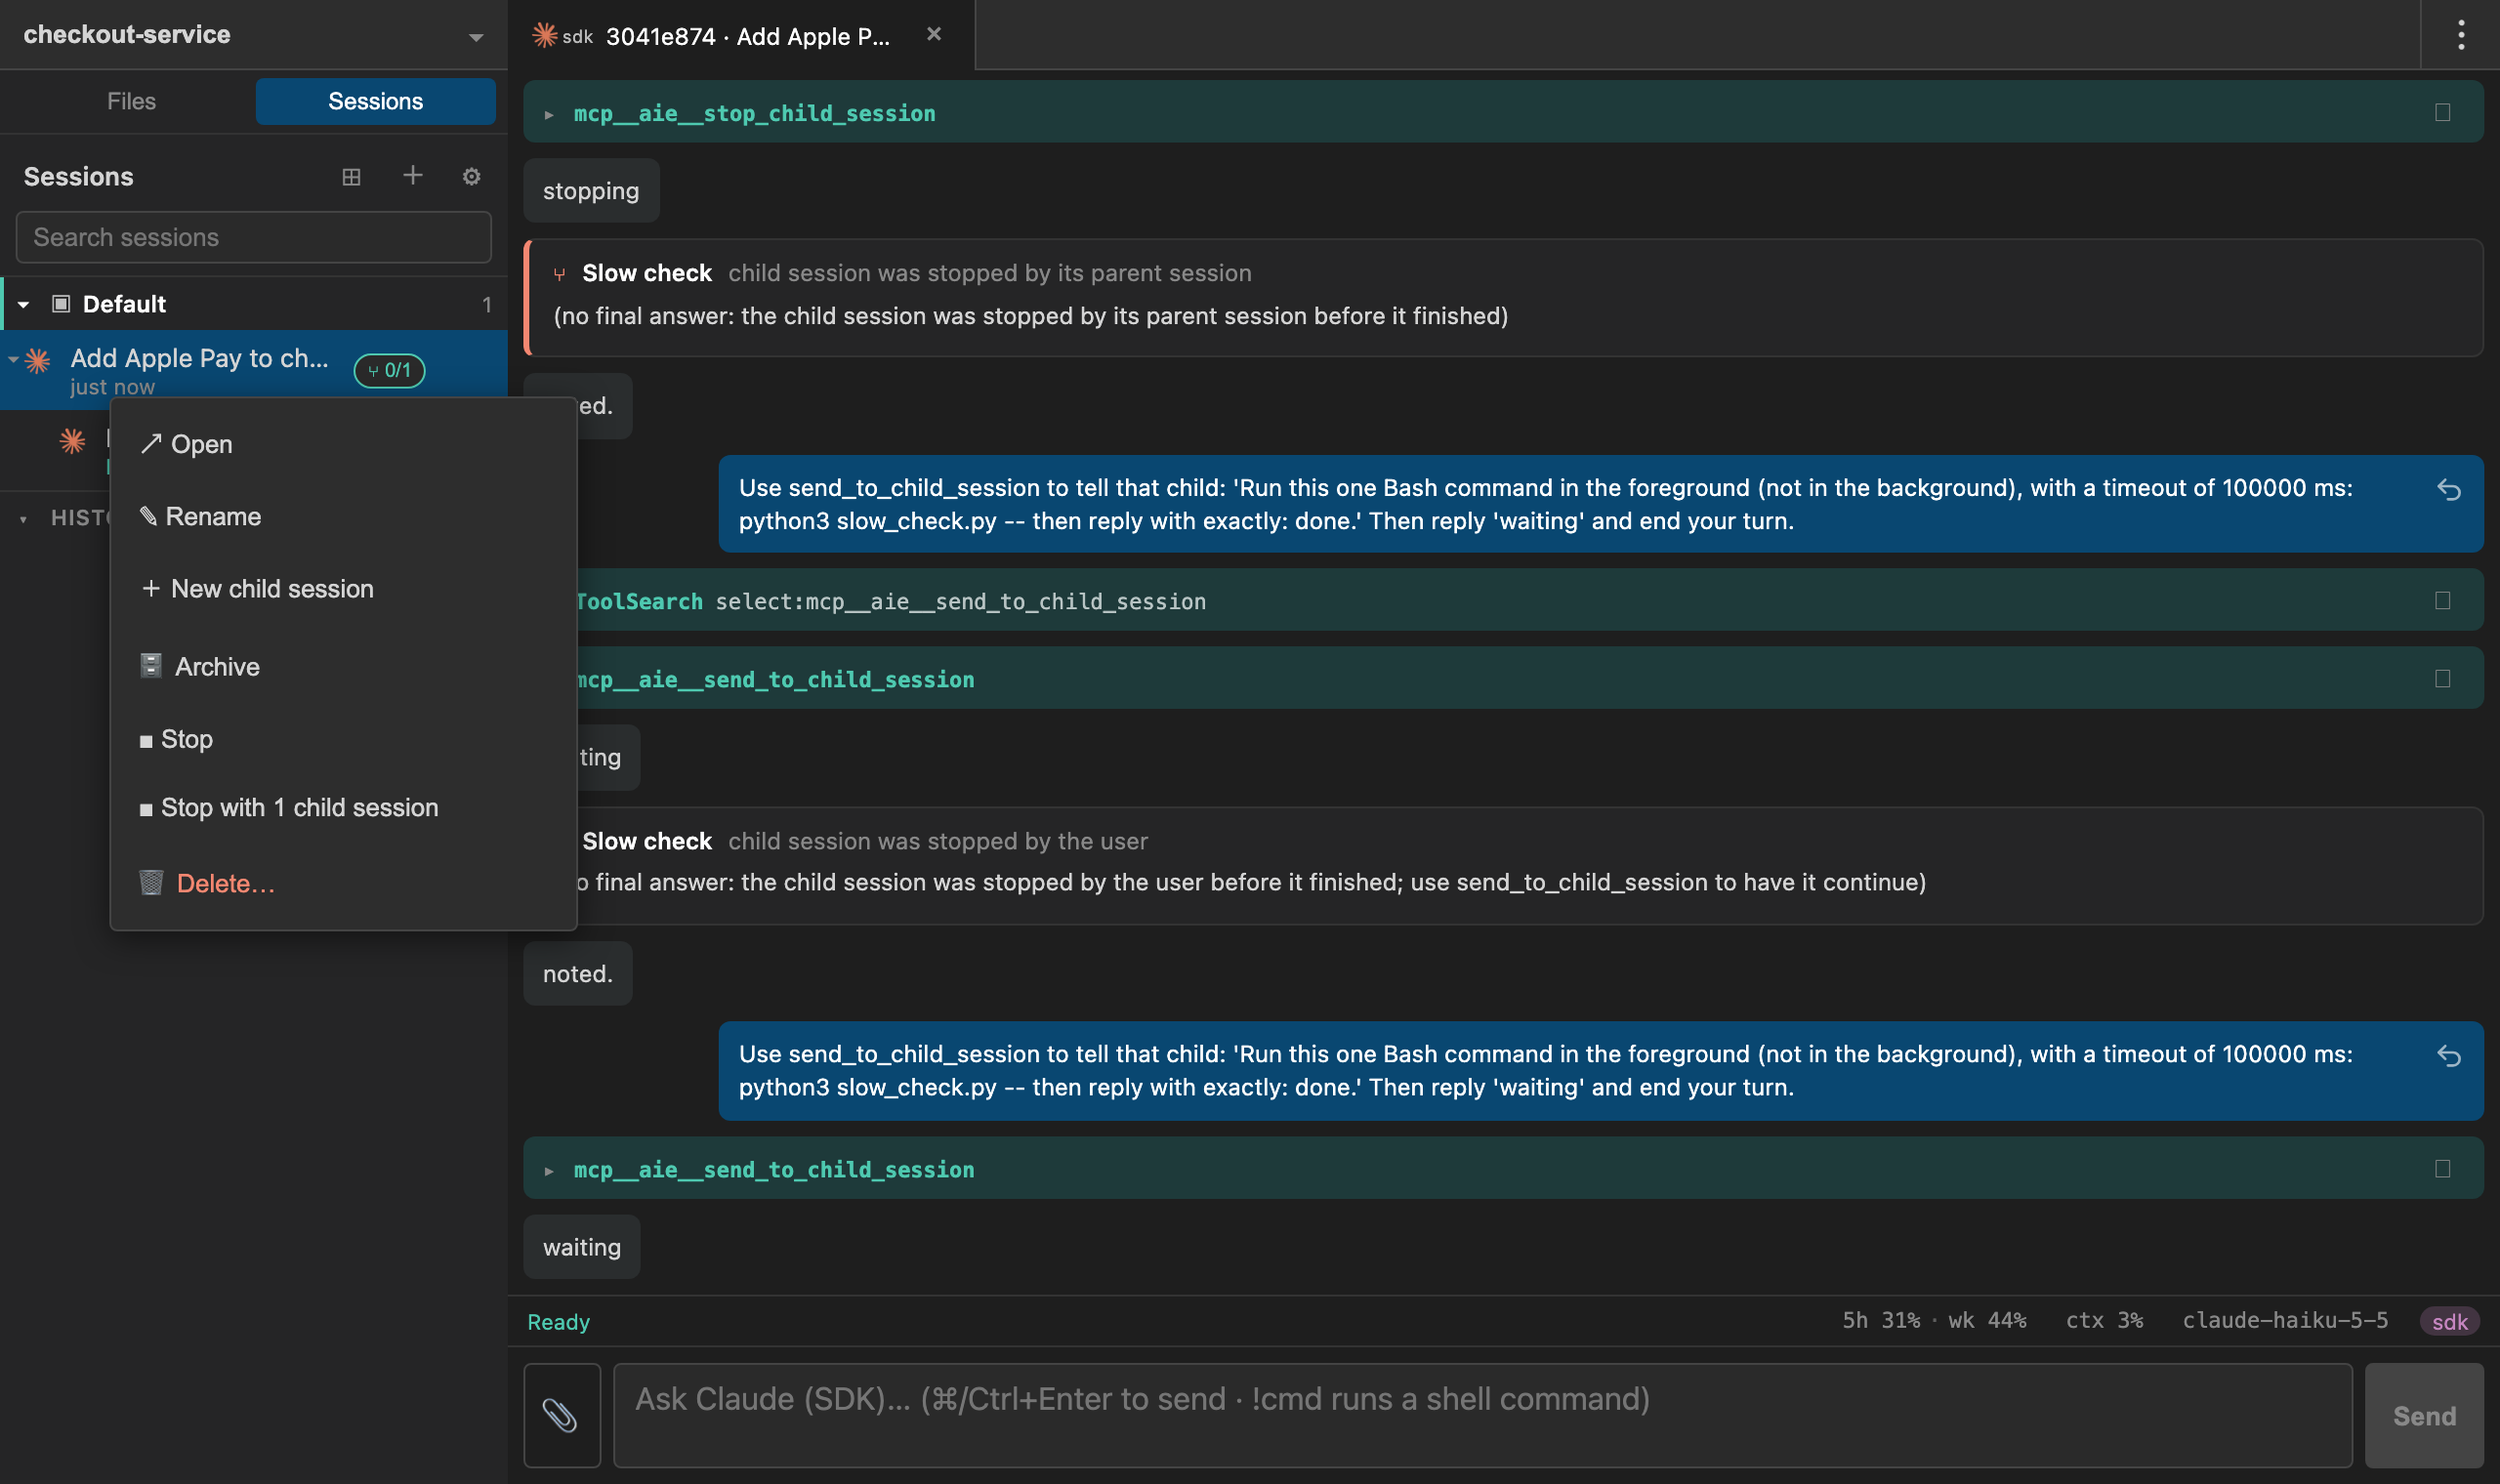 checkout-service
Files
Sessions
Sessions
Search sessions
Default
1
Add Apple Pay to ch...
0/1
just now
Open
Rename
+ New child session
Archive
Stop
Stop with 1 child session
Delete…
sdk 3041e874 · Add Apple P...
mcp__aie__stop_child_session
stopping
Slow check child session was stopped by its parent session
(no final answer: the child session was stopped by its parent session before it finished)
ed.
Use send_to_child_session to tell that child: 'Run this one Bash command in the foreground (not in the background), with a timeout of 100000 ms:
python3 slow_check.py -- then reply with exactly: done.' Then reply 'waiting' and end your turn.
ToolSearch select:mcp__aie__send_to_child_session
mcp__aie__send_to_child_session
ting
Slow check child session was stopped by the user
o final answer: the child session was stopped by the user before it finished; use send_to_child_session to have it continue)
noted.
Use send_to_child_session to tell that child: 'Run this one Bash command in the foreground (not in the background), with a timeout of 100000 ms:
python3 slow_check.py -- then reply with exactly: done.' Then reply 'waiting' and end your turn.
mcp__aie__send_to_child_session
waiting
Ready
5h 31% · wk 44% ctx 3% claude-haiku-5-5 sdk
Ask Claude (SDK)... (⌘/Ctrl+Enter to send · !cmd runs a shell command)
Send